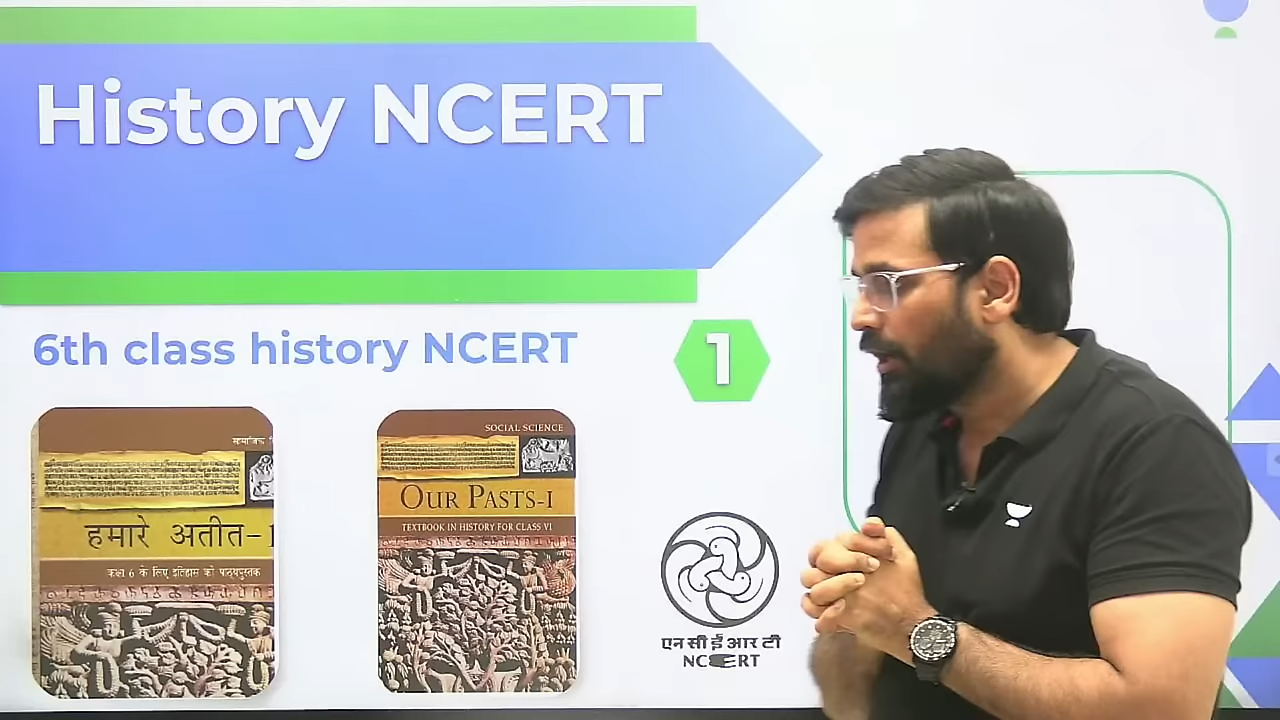 History NCERT
6th class history NCERT
1
सामाजिक
हमारे अतीत-1
कक्षा 6 के लिए इतिहास की पाठ्यपुस्तक
SOCIAL SCIENCE
OUR PASTS-I
TEXTBOOK IN HISTORY FOR CLASS VI
एन सी ई आर टी
NCERT